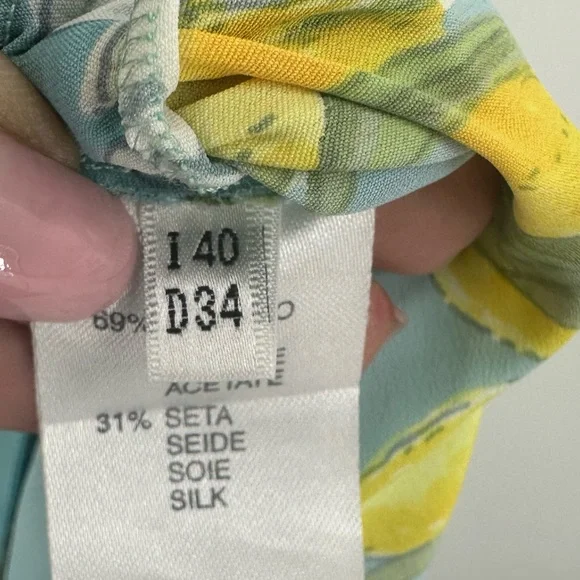 I 40
D34
69%
ACETATE
31% SETA
SEIDE
SOIE
SILK